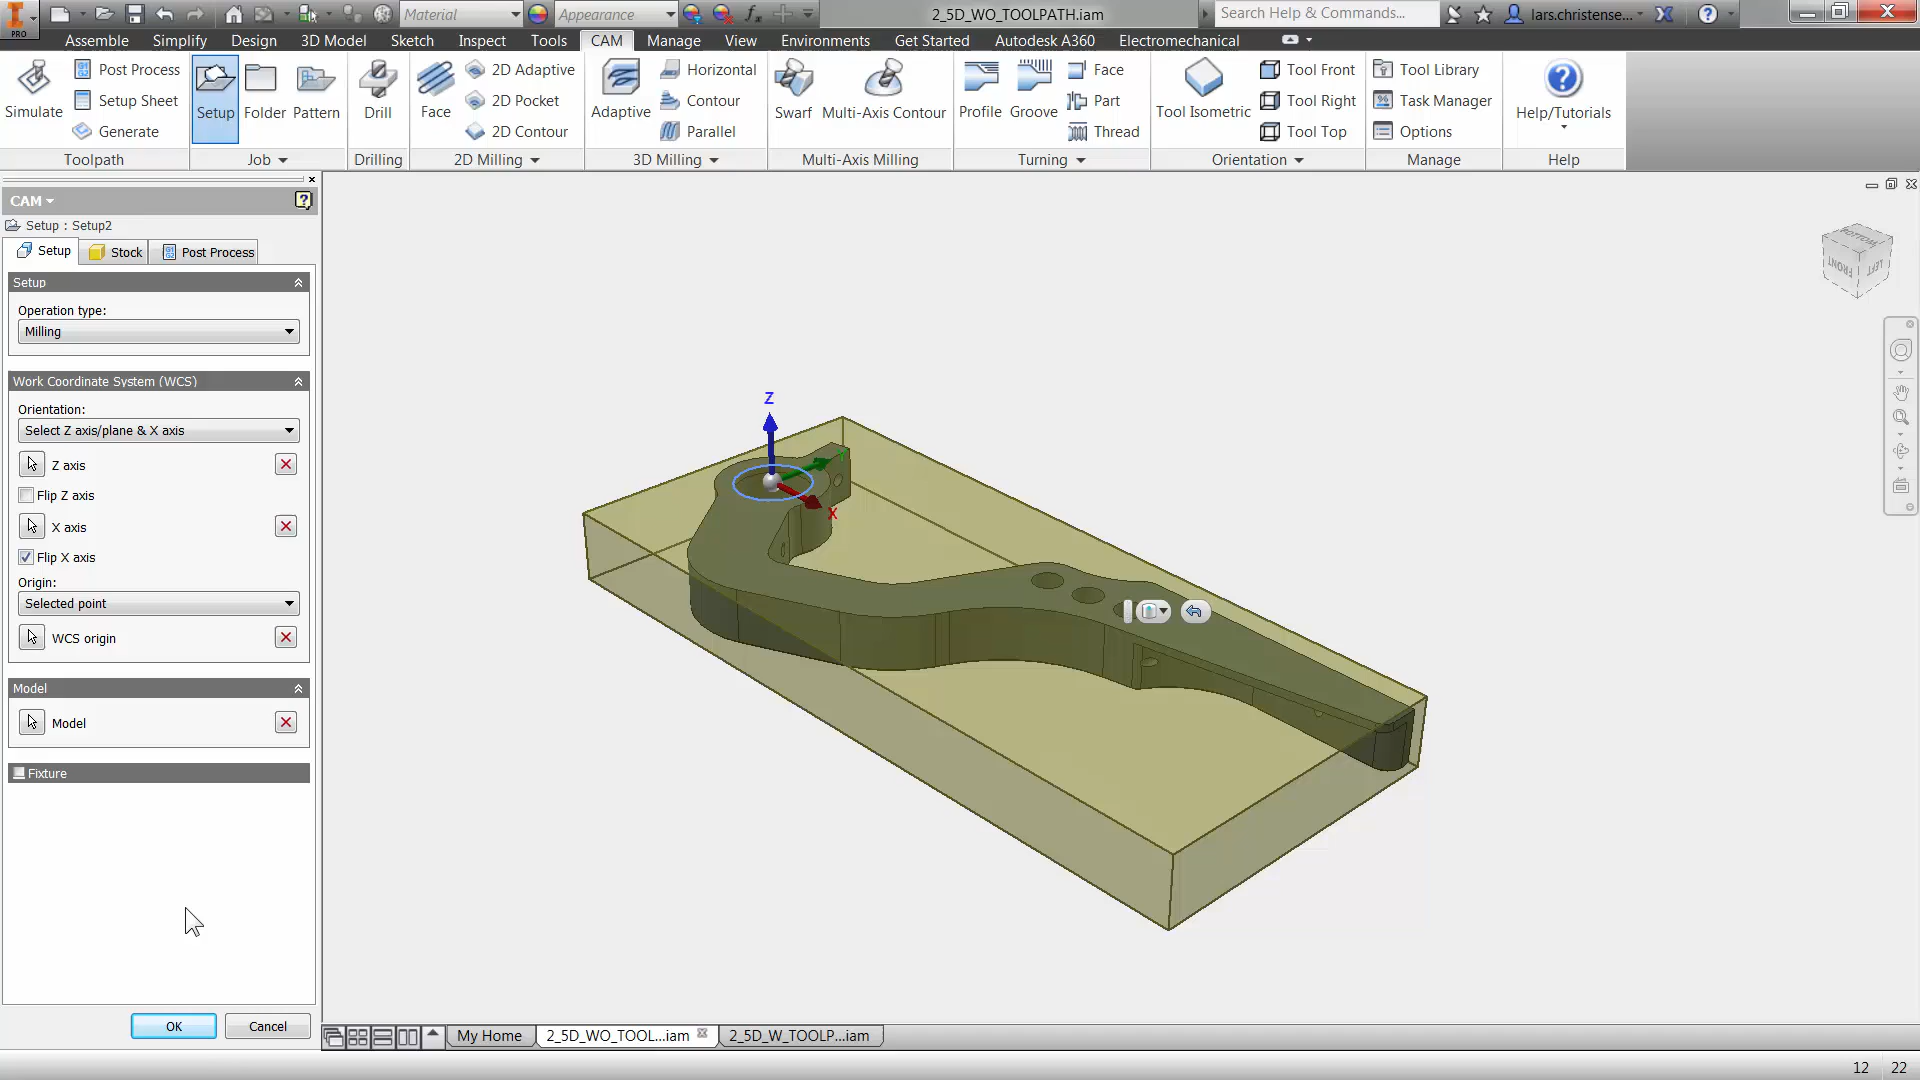 PRO
Material
Appearance
2_5D_WO_TOOLPATH.iam
Search Help & Commands...
lars.christense...
Assemble Simplify Design 3D Model Sketch Inspect Tools CAM Manage View Environments Get Started Autodesk A360 Electromechanical
Simulate
Post Process
Setup Sheet
Generate
Toolpath
Setup
Folder
Pattern
Job
Drill
Drilling
Face
2D Adaptive
2D Pocket
2D Contour
2D Milling
Adaptive
Horizontal
Contour
Parallel
3D Milling
Swarf
Multi-Axis Contour
Multi-Axis Milling
Profile
Groove
Face
Part
Thread
Turning
Tool Isometric
Tool Front
Tool Right
Tool Top
Orientation
Tool Library
Task Manager
Options
Manage
Help/Tutorials
Help
CAM
Setup : Setup2
Setup
Stock
Post Process
Setup
Operation type:
Milling
Work Coordinate System (WCS)
Orientation:
Select Z axis/plane & X axis
Z axis
Flip Z axis
X axis
Flip X axis
Origin:
Selected point
WCS origin
Model
Model
Fixture
OK
Cancel
Z
Y
X
BOTTOM
FRONT
LEFT
My Home
2_5D_WO_TOOL...iam
2_5D_W_TOOLP...iam
12 22